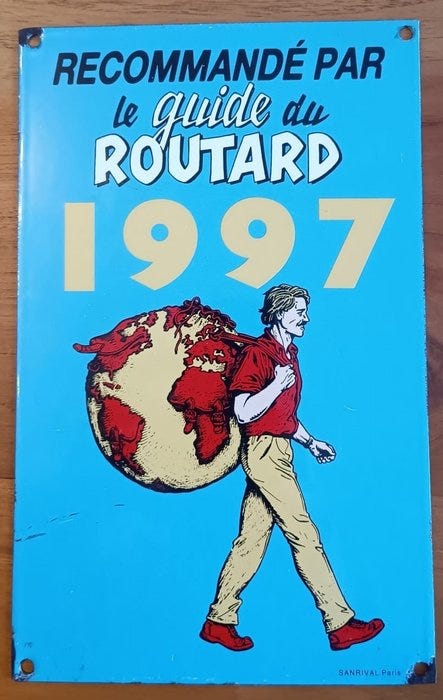 RECOMMANDÉ PAR
le guide du
ROUTARD
1997
SANRIVAL Paris